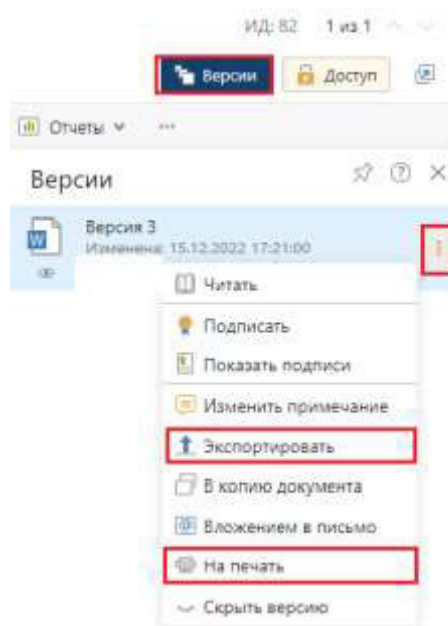 ИД: 82 1 из 1
Версии Доступ
Отчеты ...
Версии
Версия 3
Изменена: 15.12.2022 17:21:00
Читать
Подписать
Показать подписи
Изменить примечание
Экспортировать
В копию документа
Вложением в письмо
На печать
Скрыть версию